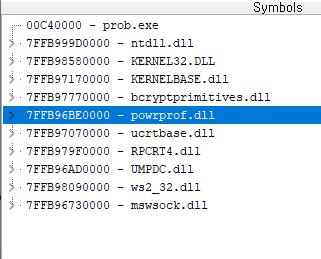 Symbols
00C40000 - prob.exe
7FFB999D0000 - ntdll.dll
7FFB98580000 - KERNEL32.DLL
7FFB97170000 - KERNELBASE.dll
7FFB97770000 - bcryptprimitives.dll
7FFB96BE0000 - powrprof.dll
7FFB97070000 - ucrtbase.dll
7FFB979F0000 - RPCRT4.dll
7FFB96AD0000 - UMPDC.dll
7FFB98090000 - ws2_32.dll
7FFB96730000 - mswsock.dll